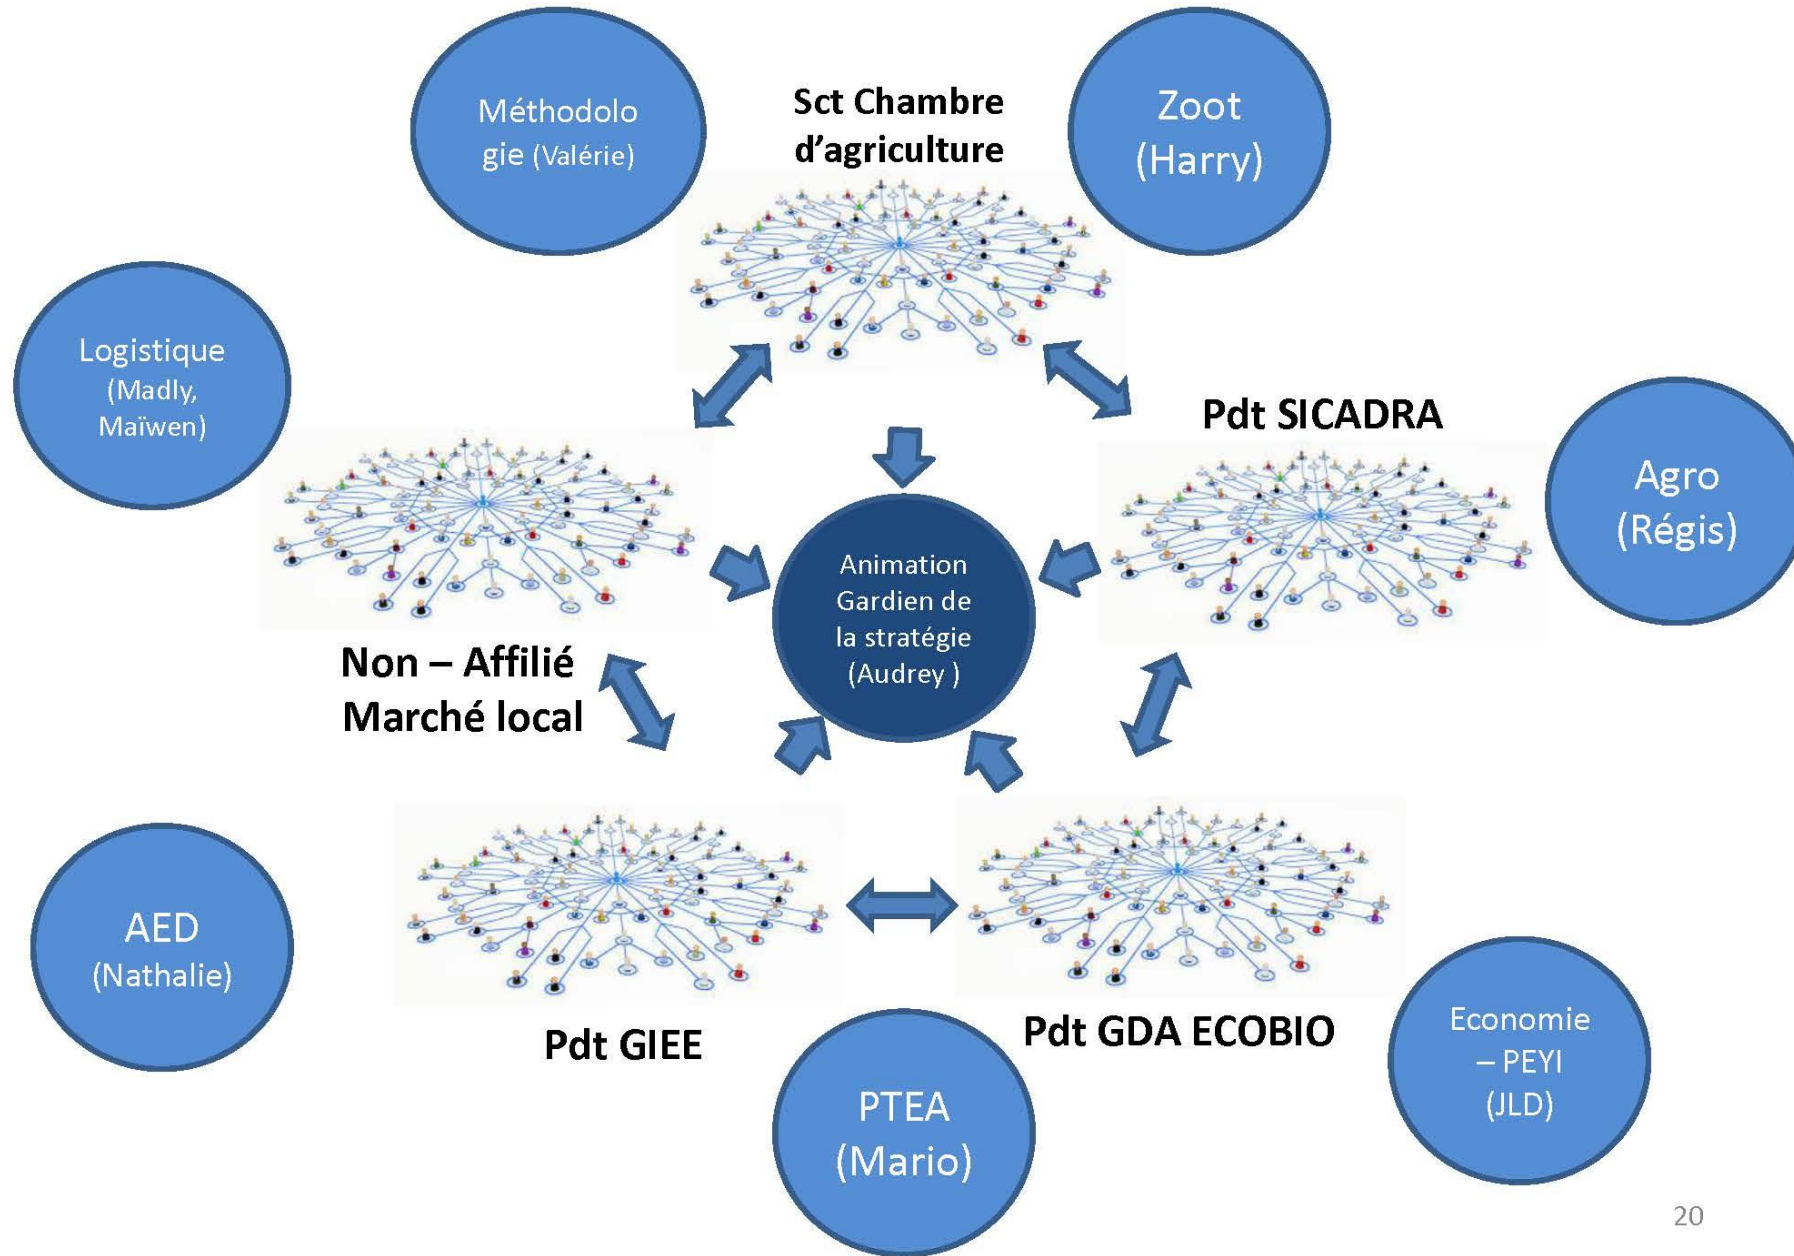 Méthodolo
gie (Valérie)
Sct Chambre
d’agriculture
Zoot
(Harry)
Logistique
(Madly,
Maïwen)
Pdt SICADRA
Agro
(Régis)
Animation
Gardien de
la stratégie
(Audrey )
Non – Affilié
Marché local
AED
(Nathalie)
Pdt GIEE
PTEA
(Mario)
Pdt GDA ECOBIO
Economie
– PEYI
(JLD)
20